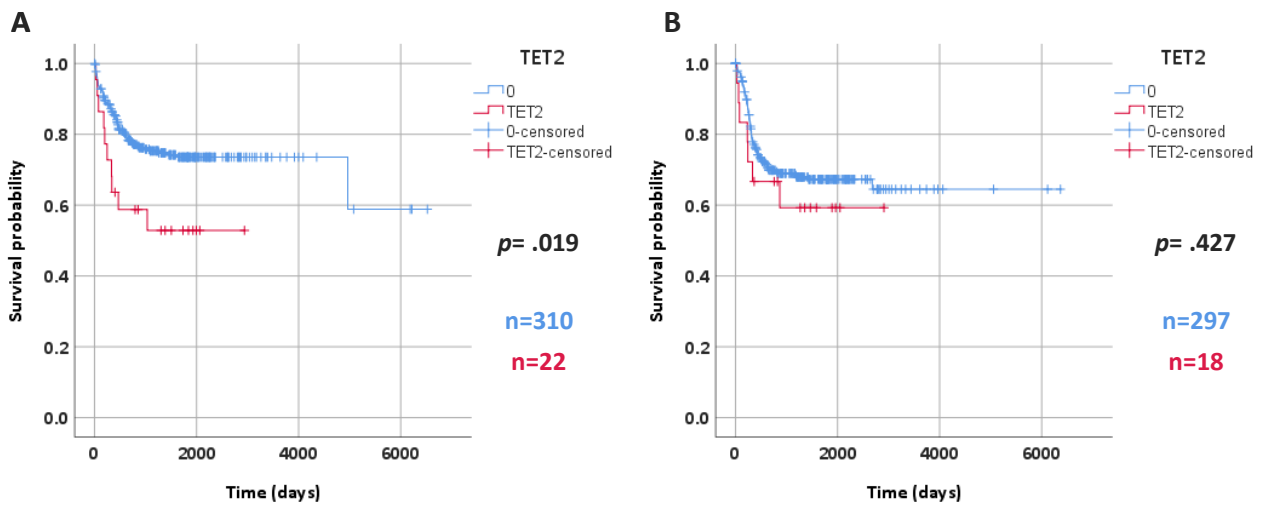 A
TET2
0
TET2
0-censored
TET2-censored
Survival probability
1.0
0.8
0.6
0.4
0.2
0.0
p= .019
n=310
n=22
0 2000 4000 6000
Time (days)
B
TET2
0
TET2
0-censored
TET2-censored
Survival probability
1.0
0.8
0.6
0.4
0.2
0.0
p= .427
n=297
n=18
0 2000 4000 6000
Time (days)